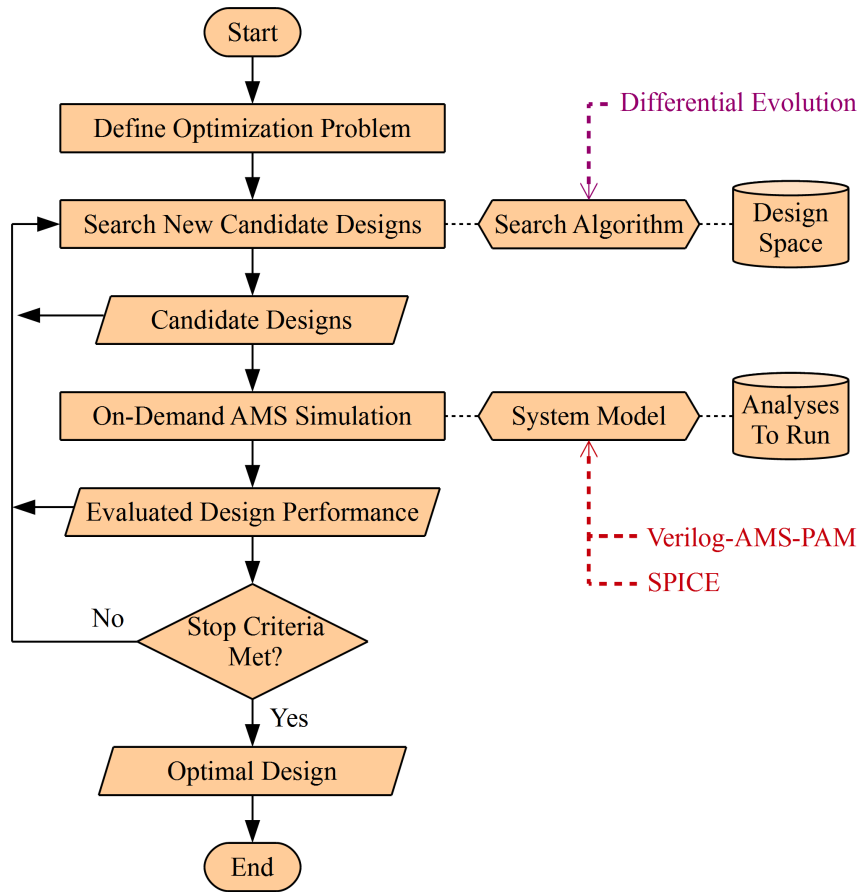 Start
Differential Evolution
Define Optimization Problem
Search New Candidate Designs
Search Algorithm
Design
Space
Candidate Designs
On-Demand AMS Simulation
System Model
Analyses
To Run
Evaluated Design Performance
Verilog-AMS-PAM
SPICE
No
Stop Criteria
Met?
Yes
Optimal Design
End